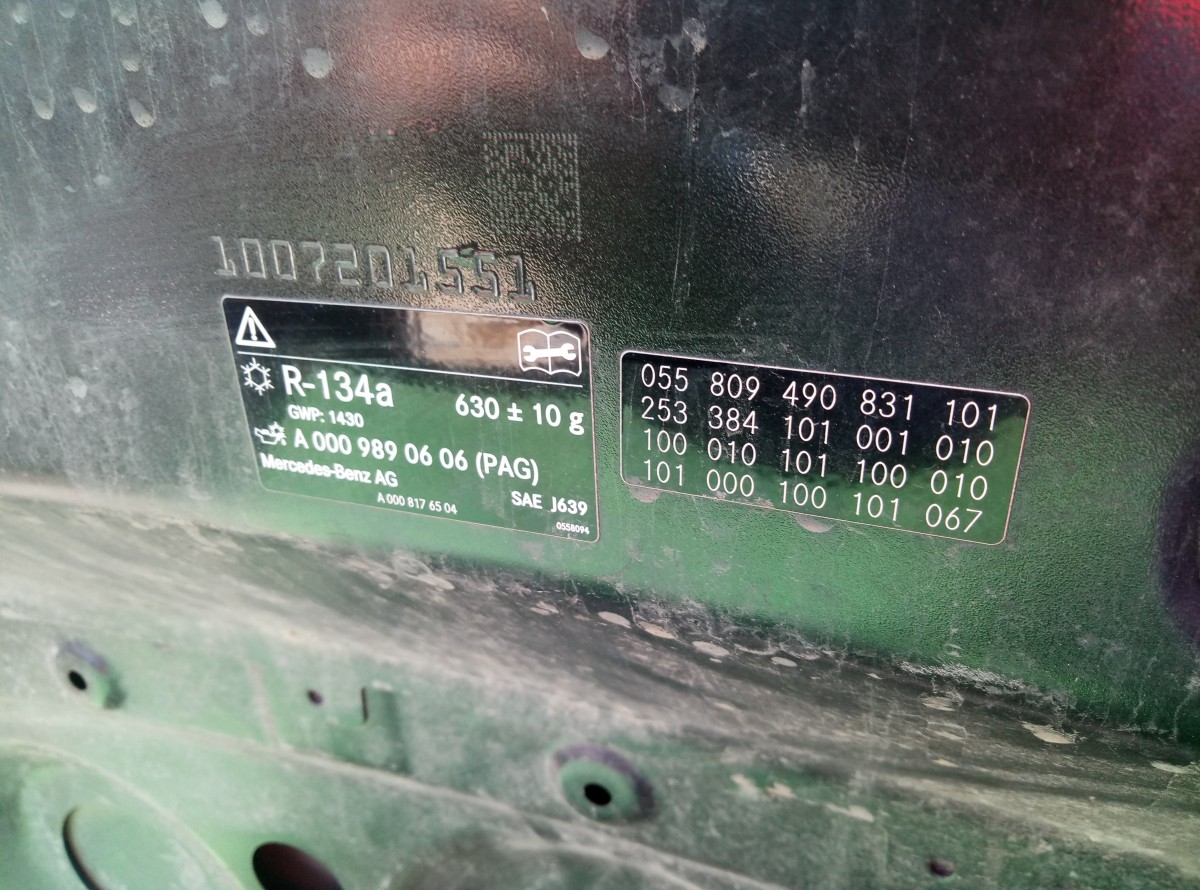 1007201551
R-134a 630 ± 10 g
GWP: 1430
A 000 989 06 06 (PAG)
Mercedes-Benz AG
A 000 817 65 04 SAE J639
0558094
055 809 490 831 101
253 384 101 001 010
100 010 101 100 010
101 000 100 101 067